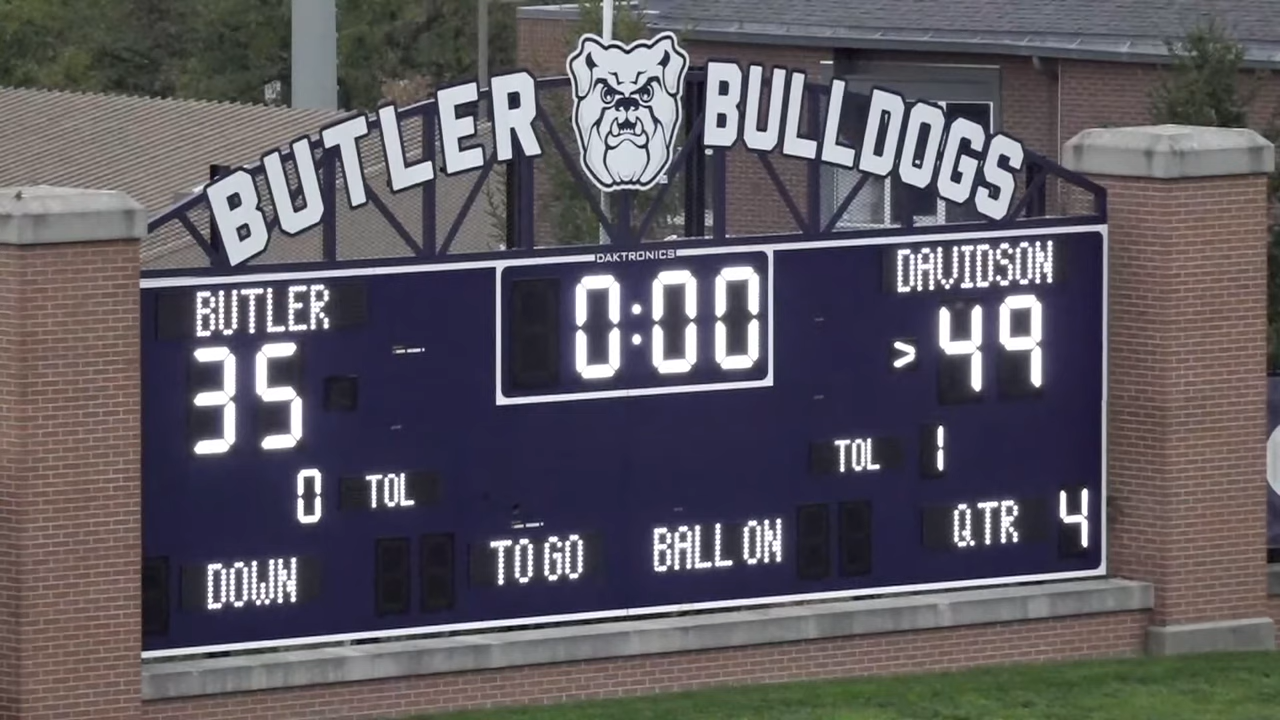 BUTLER BULLDOGS
DAKTRONICS
BUTLER 0:00 DAVIDSON
35 > 49
0 TOL TOL 1
DOWN TO GO BALL ON QTR 4